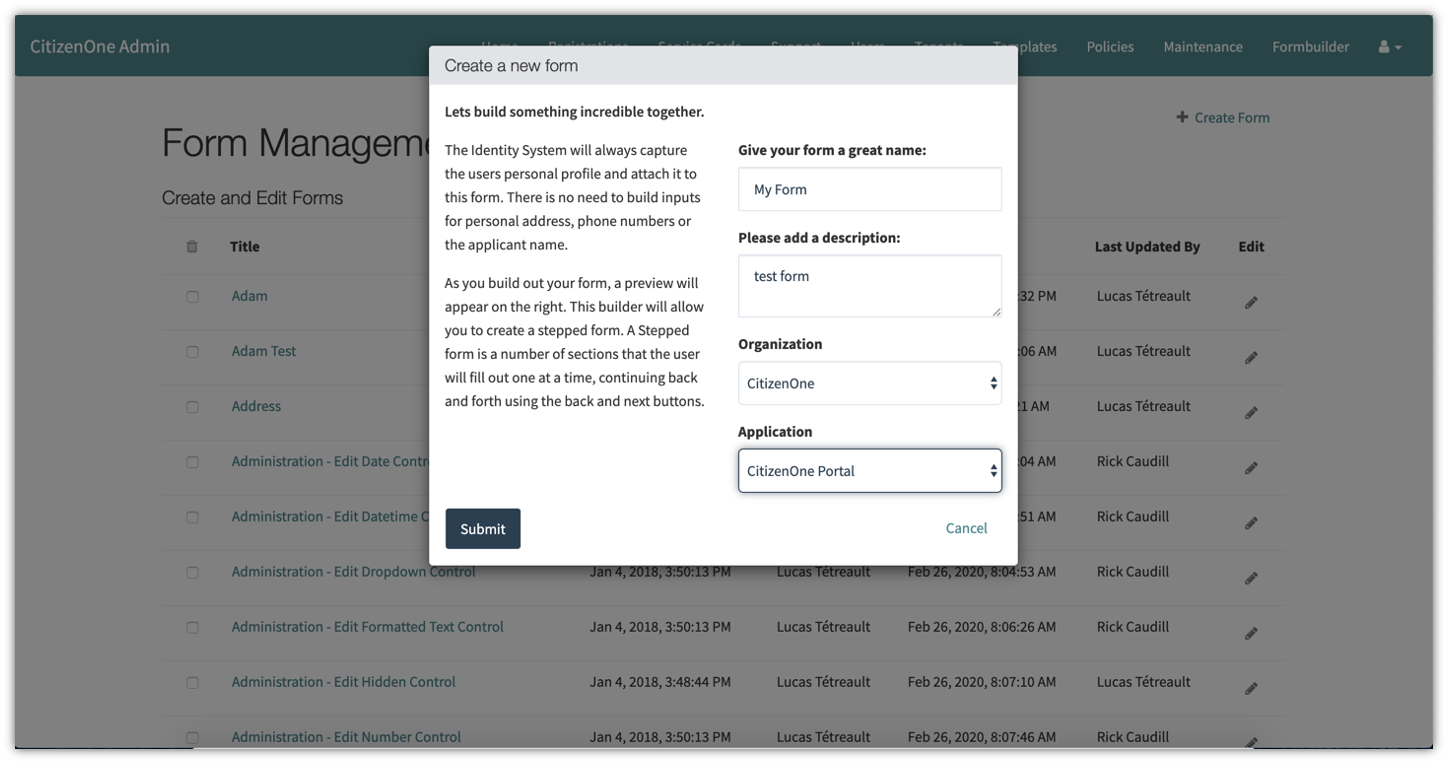 CitizenOne Admin
Home Registrations Service Cards Support Users Tenants Templates Policies Maintenance Formbuilder
Create a new form
Lets build something incredible together.
The Identity System will always capture
the users personal profile and attach it to
this form. There is no need to build inputs
for personal address, phone numbers or
the applicant name.
As you build out your form, a preview will
appear on the right. This builder will allow
you to create a stepped form. A Stepped
form is a number of sections that the user
will fill out one at a time, continuing back
and forth using the back and next buttons.
Give your form a great name:
My Form
Please add a description:
test form
Organization
CitizenOne
Application
CitizenOne Portal
Submit
Cancel
Create Form
Form Manageme
Create and Edit Forms
Title Last Updated By Edit
Adam :32 PM Lucas Tétreault
Adam Test :06 AM Lucas Tétreault
Address 21 AM Lucas Tétreault
Administration - Edit Date Contr :04 AM Rick Caudill
Administration - Edit Datetime C :51 AM Rick Caudill
Administration - Edit Dropdown Control Jan 4, 2018, 3:50:13 PM Lucas Tétreault Feb 26, 2020, 8:04:53 AM Rick Caudill
Administration - Edit Formatted Text Control Jan 4, 2018, 3:50:13 PM Lucas Tétreault Feb 26, 2020, 8:06:26 AM Rick Caudill
Administration - Edit Hidden Control Jan 4, 2018, 3:48:44 PM Lucas Tétreault Feb 26, 2020, 8:07:10 AM Lucas Tétreault
Administration - Edit Number Control Jan 4, 2018, 3:50:13 PM Lucas Tétreault Feb 26, 2020, 8:07:46 AM Rick Caudill